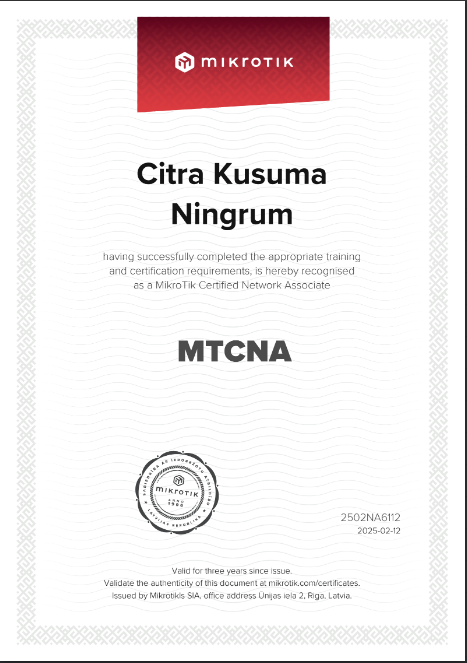 mikrotik
Citra Kusuma
Ningrum
having successfully completed the appropriate training
and certification requirements, is hereby recognised
as a MikroTik Certified Network Associate
MTCNA
mikrotik
1996
LATVIJAS REPUBLIKA
2502NA6112
2025-02-12
Valid for three years since issue.
Validate the authenticity of this document at mikrotik.com/certificates.
Issued by Mikrotikls SIA, office address Ūnijas iela 2, Riga, Latvia.